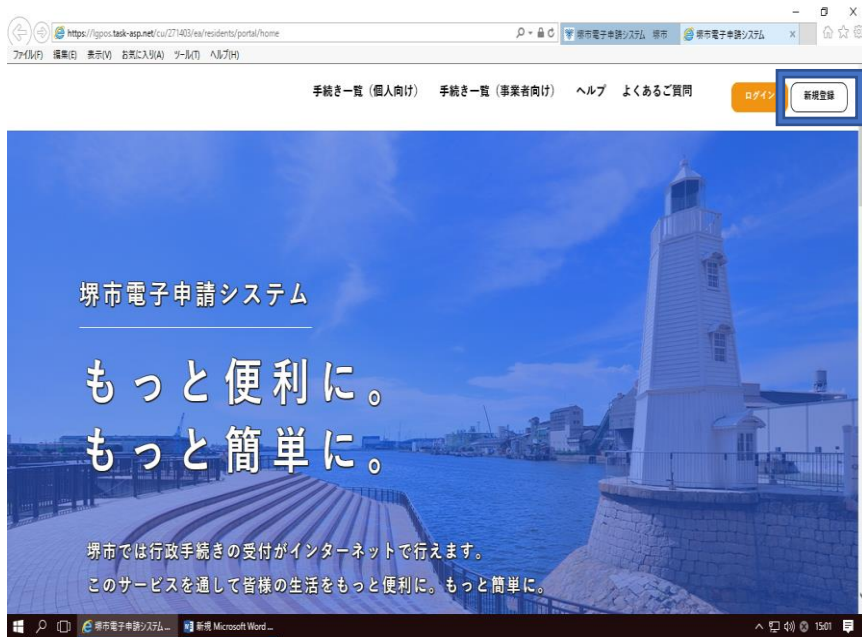 https://lgpos.task-asp.net/cu/271403/ea/residents/portal/home
堺市電子申請システム 堺市
堺市電子申請システム
ファイル(F) 編集(E) 表示(V) お気に入り(A) ツール(T) ヘルプ(H)
手続き一覧（個人向け） 手続き一覧（事業者向け） ヘルプ よくあるご質問 ログイン 新規登録
堺市電子申請システム
もっと便利に。
もっと簡単に。
堺市では行政手続きの受付がインターネットで行えます。
このサービスを通して皆様の生活をもっと便利に。もっと簡単に。
堺市電子申請システム... 新規 Microsoft Word ... 15:01